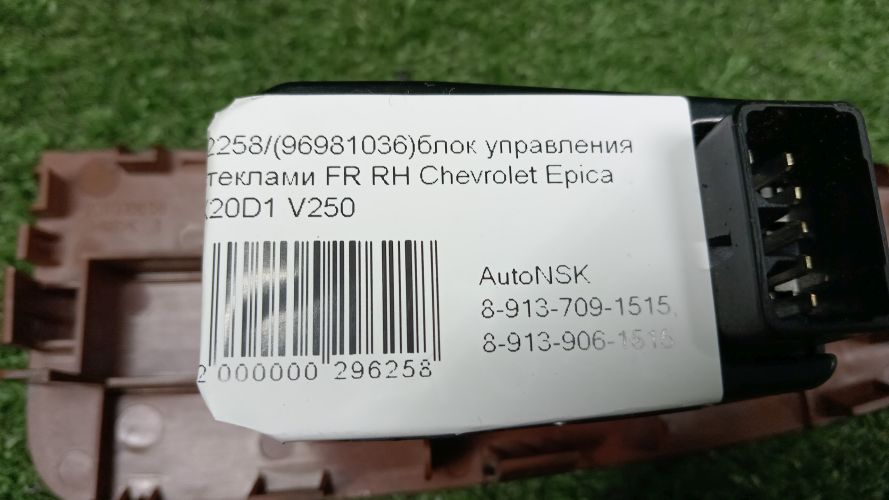 2258/(96981036)блок управления
теклами FR RH Chevrolet Epica
X20D1 V250
AutoNSK
8-913-709-1515,
8-913-906-1515
2 000000 296258